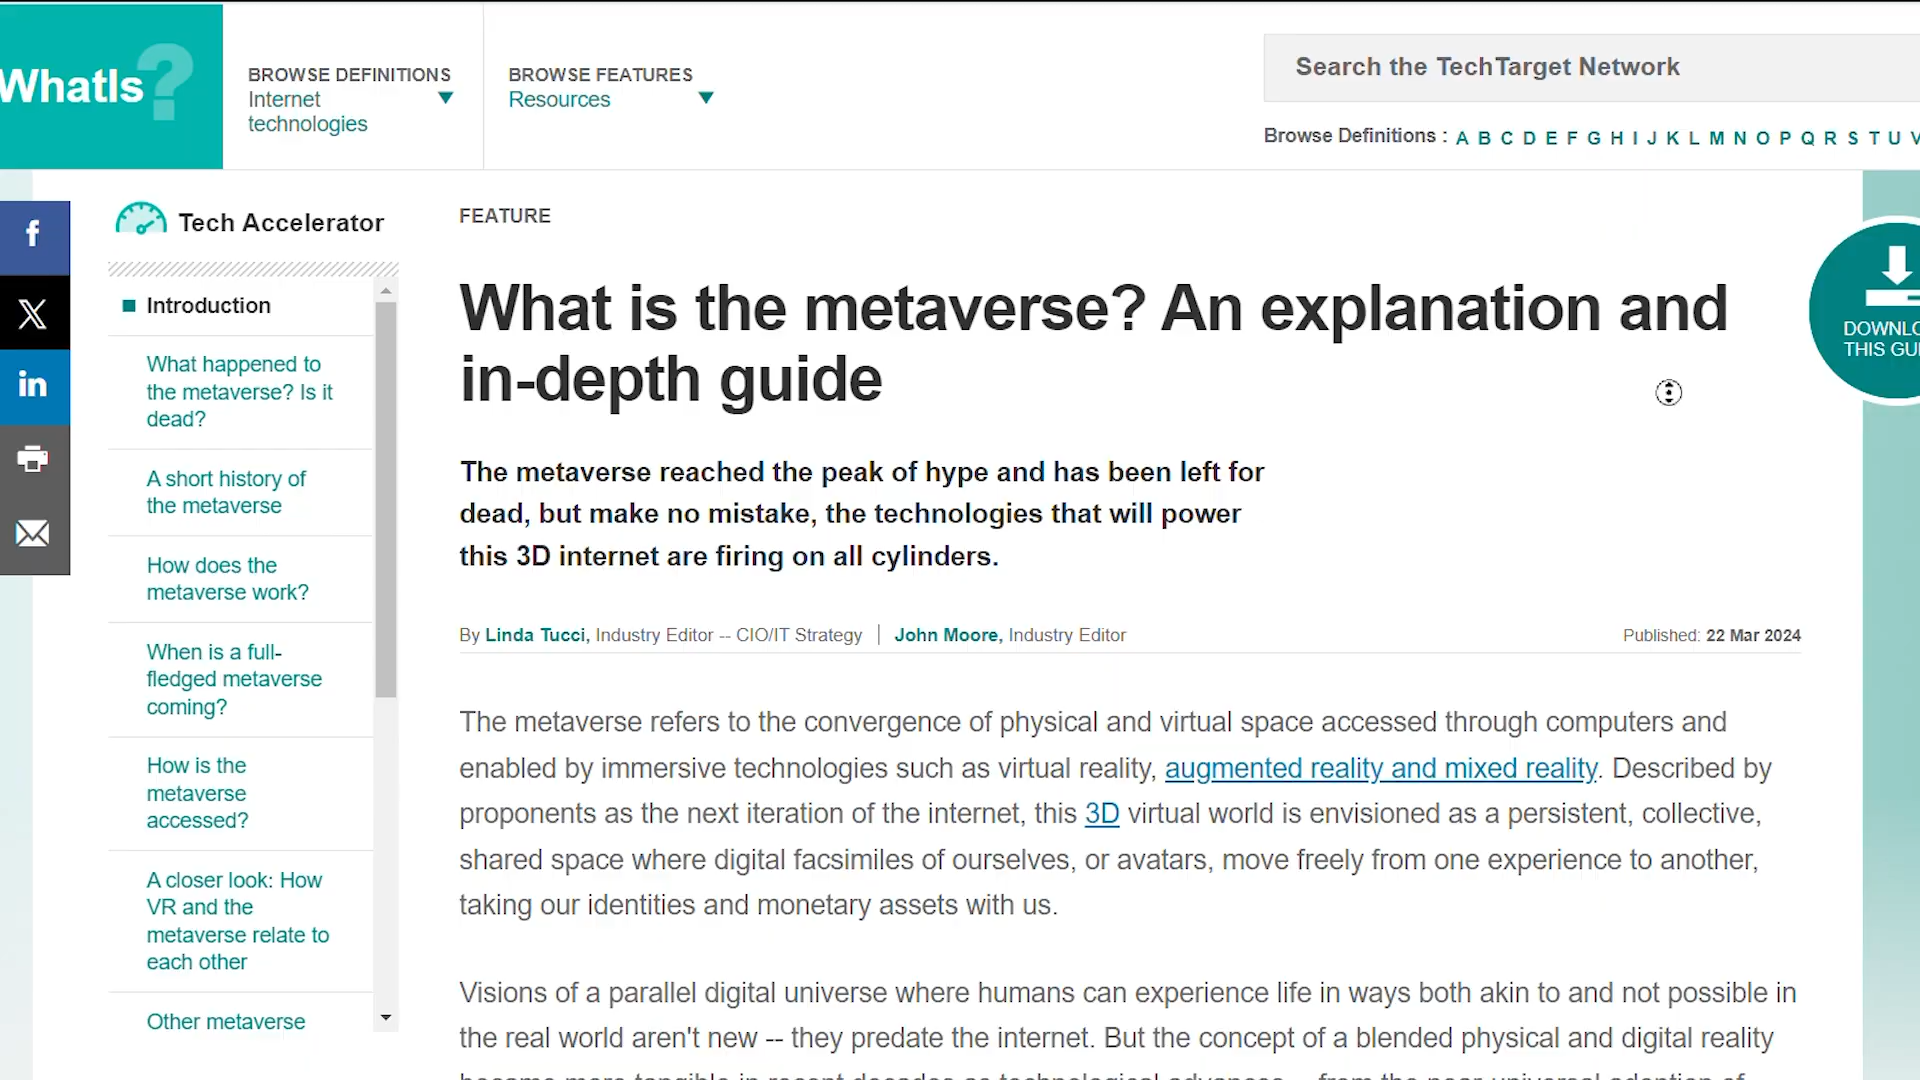 WhatIs?
BROWSE DEFINITIONS
Internet
technologies
BROWSE FEATURES
Resources
Search the TechTarget Network
Browse Definitions : A B C D E F G H I J K L M N O P Q R S T U V
Tech Accelerator
Introduction
What happened to
the metaverse? Is it
dead?
A short history of
the metaverse
How does the
metaverse work?
When is a full-
fledged metaverse
coming?
How is the
metaverse
accessed?
A closer look: How
VR and the
metaverse relate to
each other
Other metaverse
FEATURE
What is the metaverse? An explanation and
in-depth guide
The metaverse reached the peak of hype and has been left for
dead, but make no mistake, the technologies that will power
this 3D internet are firing on all cylinders.
By Linda Tucci, Industry Editor -- CIO/IT Strategy | John Moore, Industry Editor
Published: 22 Mar 2024
The metaverse refers to the convergence of physical and virtual space accessed through computers and
enabled by immersive technologies such as virtual reality, augmented reality and mixed reality. Described by
proponents as the next iteration of the internet, this 3D virtual world is envisioned as a persistent, collective,
shared space where digital facsimiles of ourselves, or avatars, move freely from one experience to another,
taking our identities and monetary assets with us.
Visions of a parallel digital universe where humans can experience life in ways both akin to and not possible in
the real world aren't new -- they predate the internet. But the concept of a blended physical and digital reality
DOWNLO
THIS GU